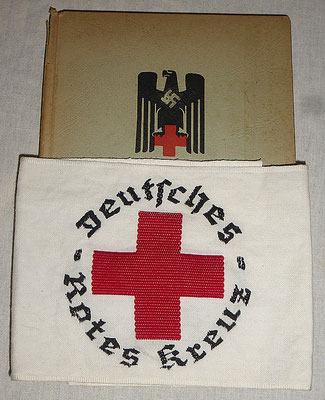 - Deutsches -
Rotes Kreuz